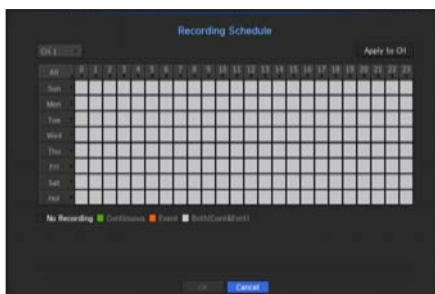 Recording Schedule
CH 1 Apply to CH
All 0 1 2 3 4 5 6 7 8 9 10 11 12 13 14 15 16 17 18 19 20 21 22 23
Sun
Mon
Tue
Wed
Thu
Fri
Sat
Hol
No Recording Continuous Event Both(Cont&Evnt)
OK Cancel